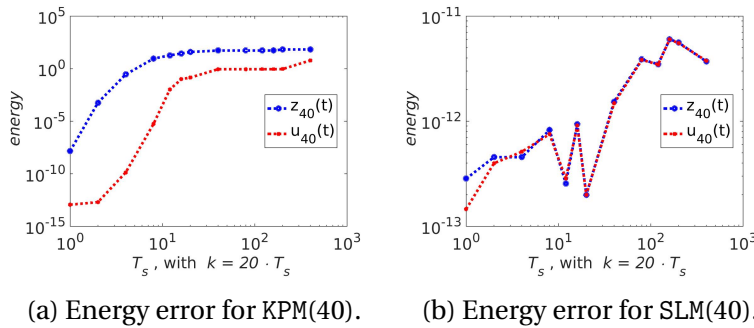 10^5
10^0
10^-5
10^-10
10^-15
energy
z_40(t)
u_40(t)
10^0 10^1 10^2 10^3
T_s , with k = 20 · T_s
(a) Energy error for KPM(40).
10^-11
10^-12
10^-13
energy
z_40(t)
u_40(t)
10^0 10^1 10^2 10^3
T_s , with k = 20 · T_s
(b) Energy error for SLM(40)